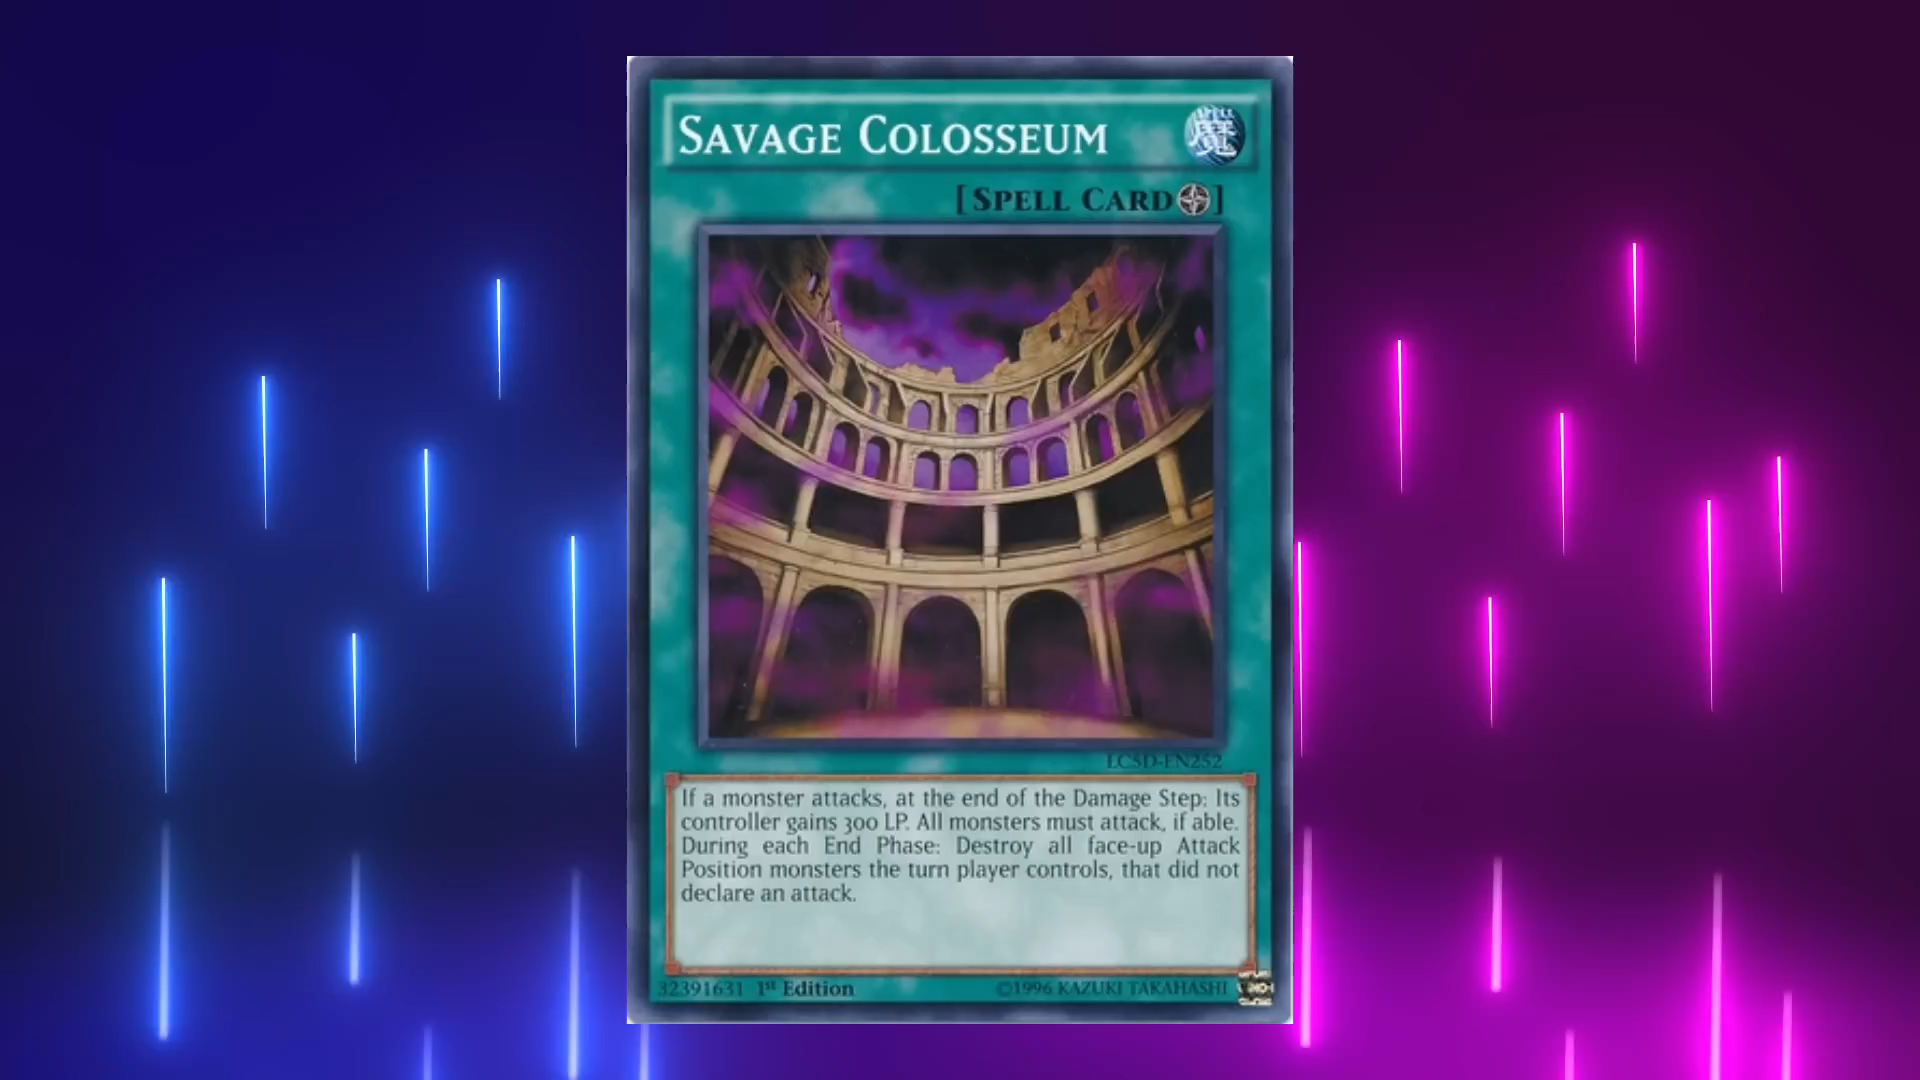 SAVAGE COLOSSEUM
[SPELL CARD]
LC5D-EN252
If a monster attacks, at the end of the Damage Step: Its
controller gains 300 LP. All monsters must attack, if able.
During each End Phase: Destroy all face-up Attack
Position monsters the turn player controls, that did not
declare an attack.
32391631 1st Edition
©1996 KAZUKI TAKAHASHI